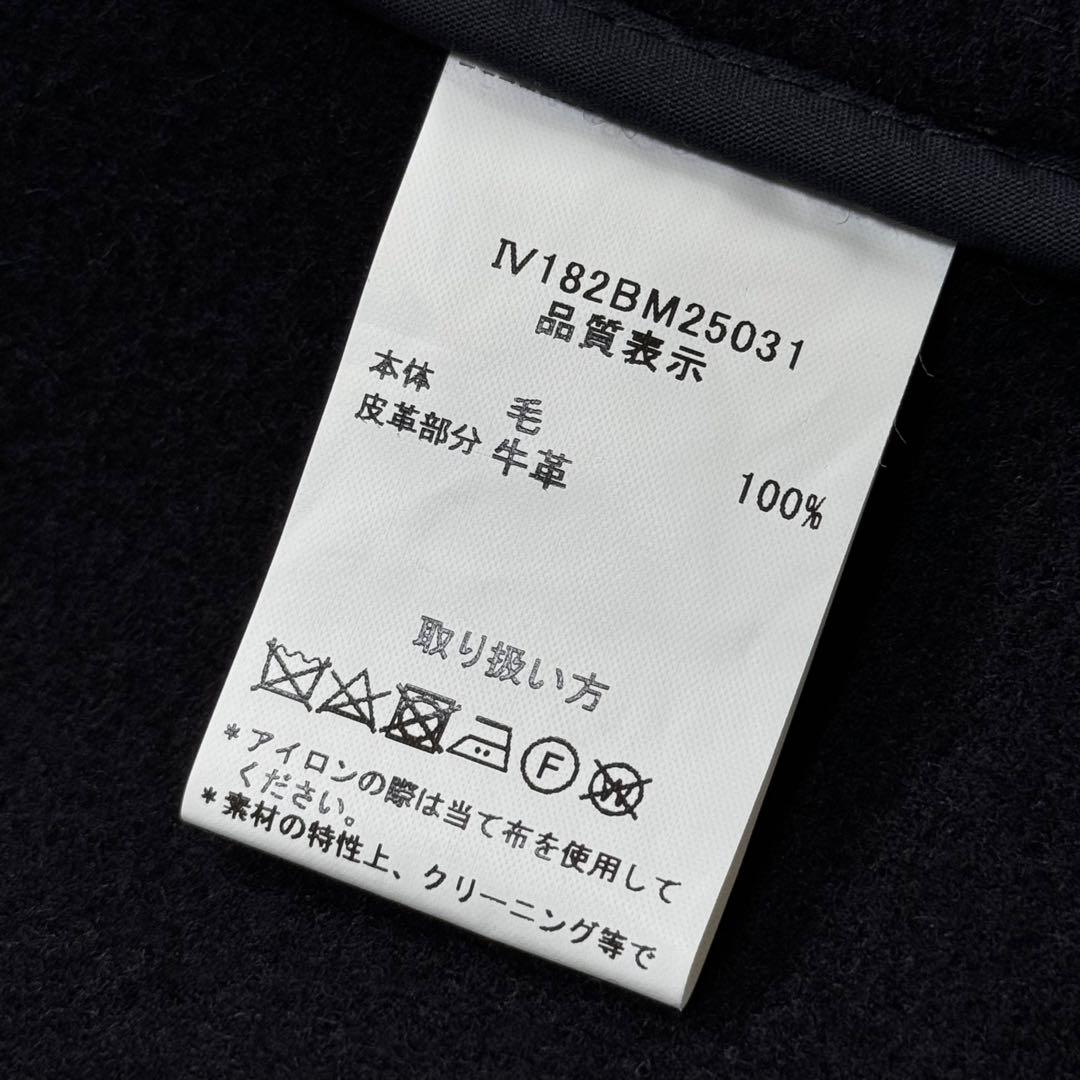 Ⅳ182BM25031
品質表示
本体 毛 100%
皮革部分 牛革
取り扱い方
F W
*アイロンの際は当て布を使用して
ください。
*素材の特性上、クリーニング等で